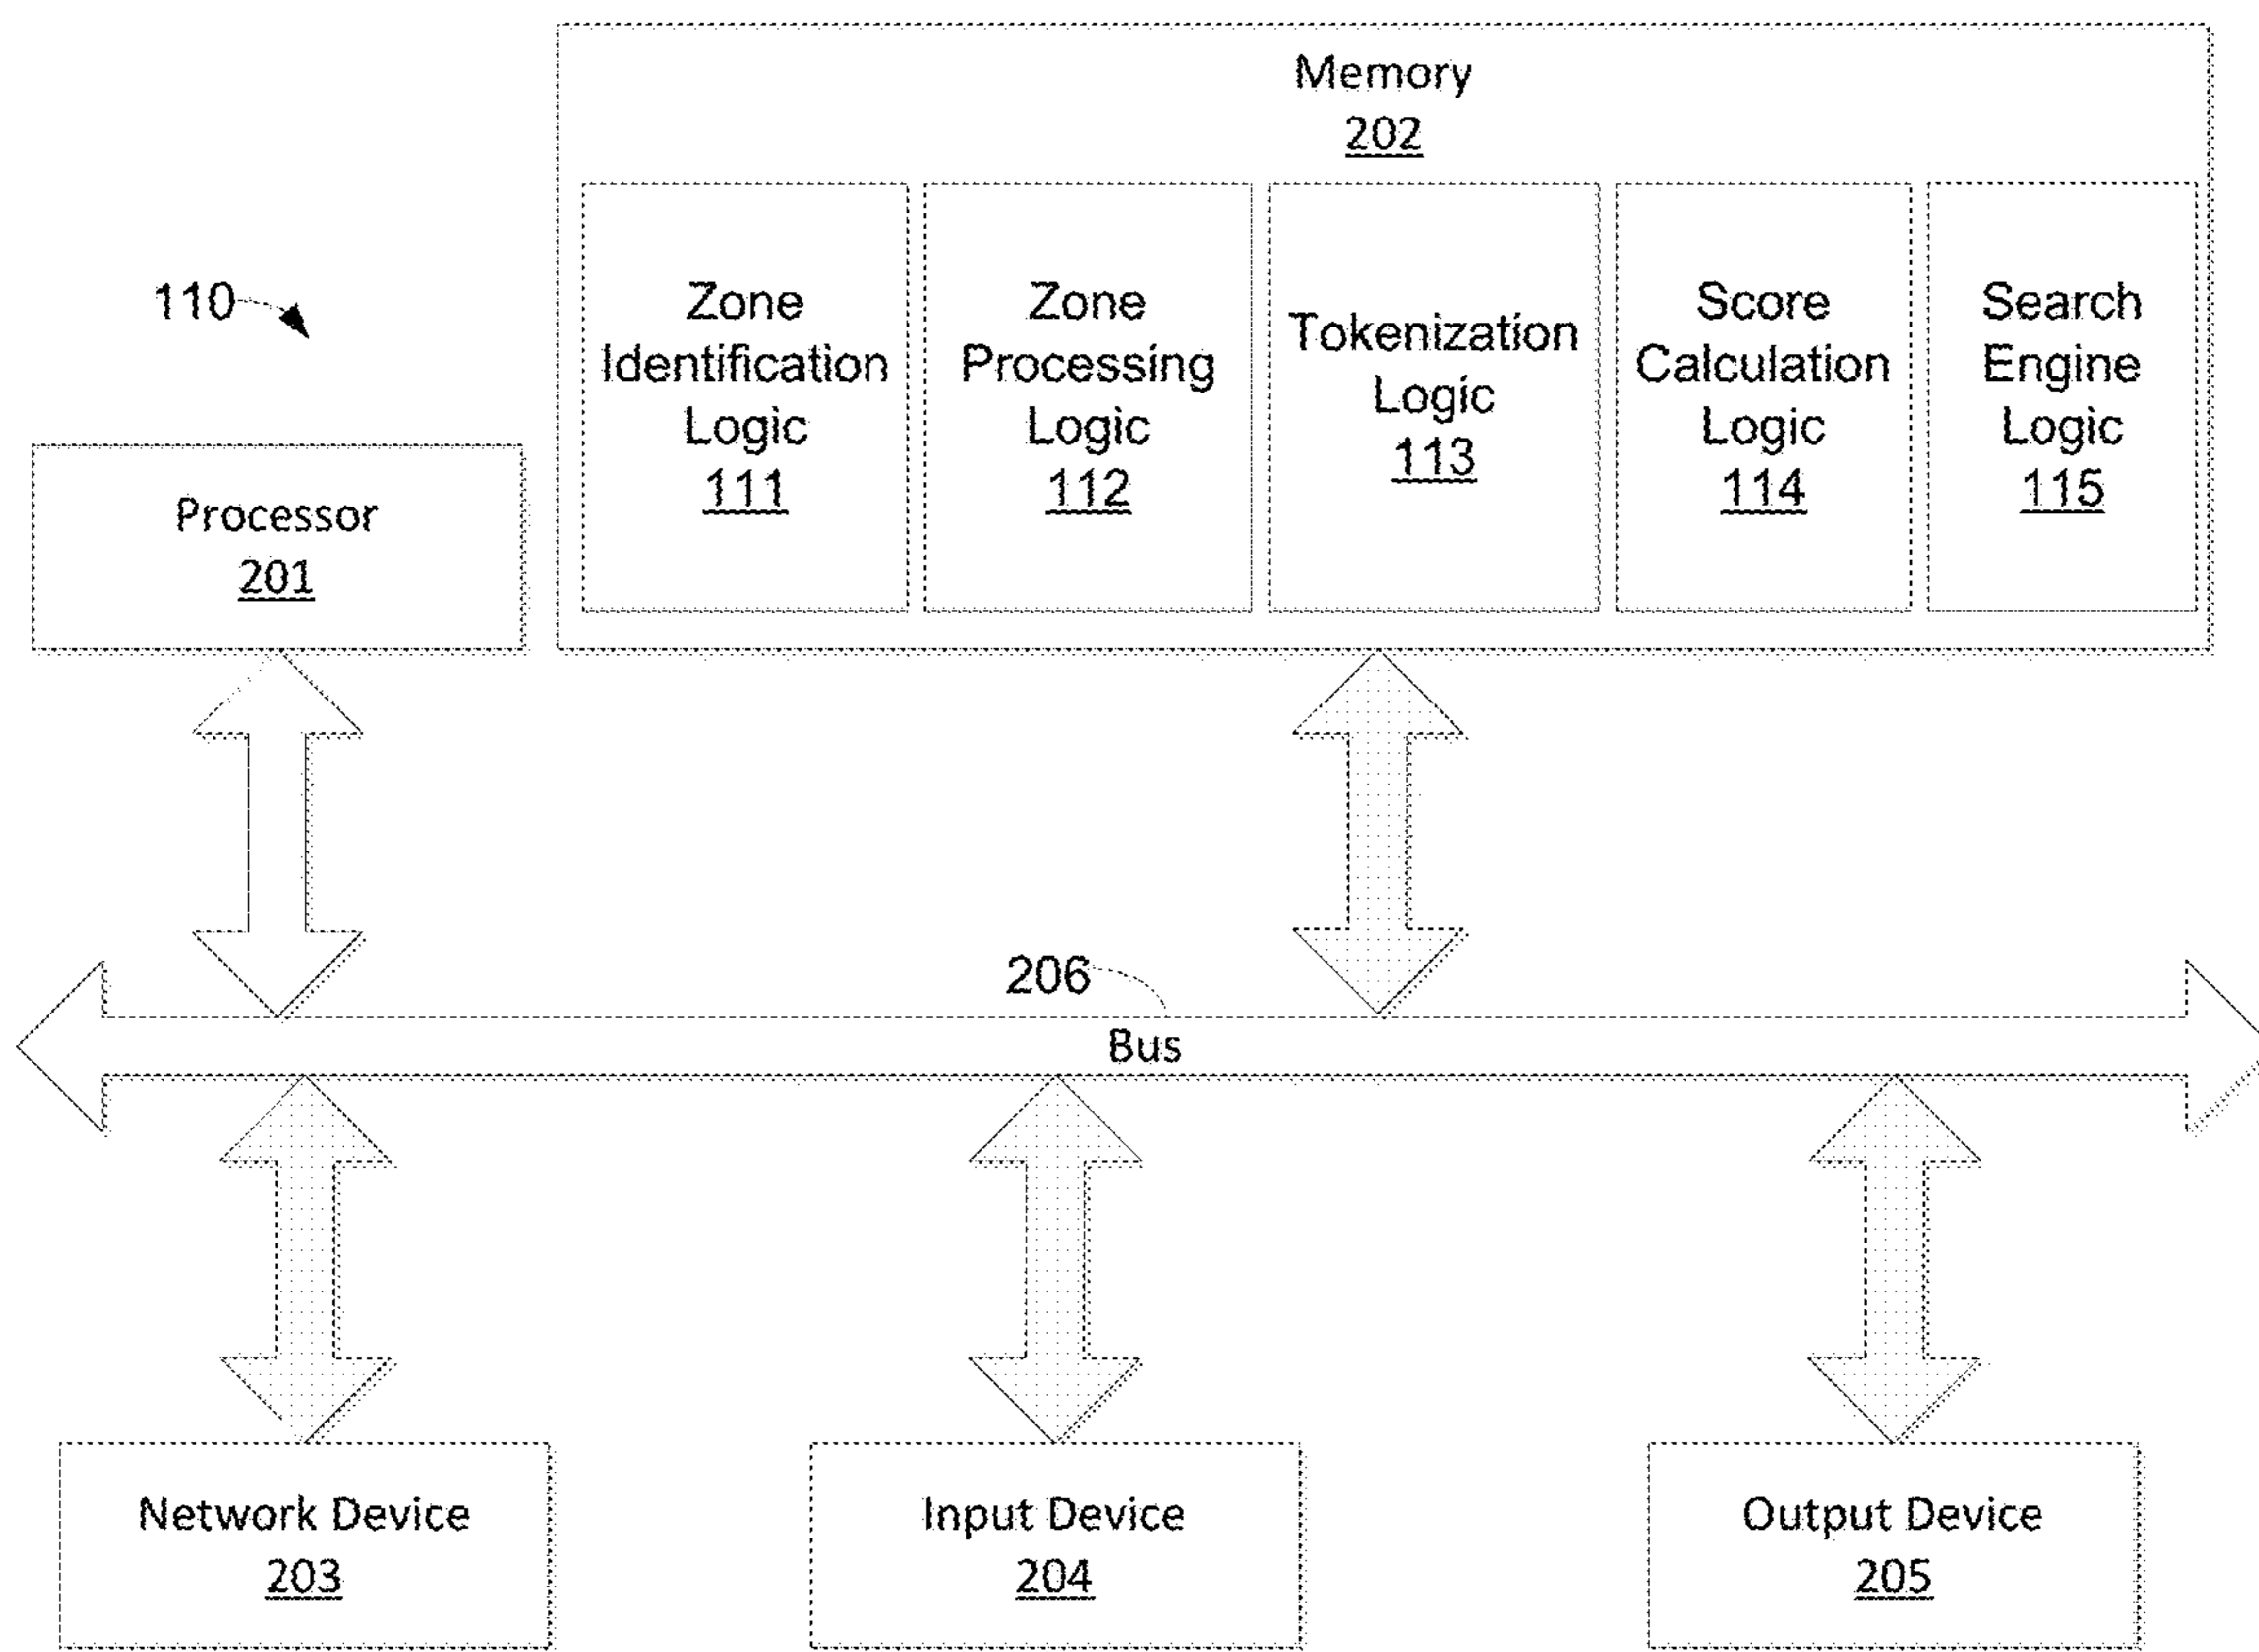 Memory
202
110
Zone
Identification
Logic
111
Zone
Processing
Logic
112
Tokenization
Logic
113
Score
Calculation
Logic
114
Search
Engine
Logic
115
Processor
201
206
Bus
Network Device
203
Input Device
204
Output Device
205